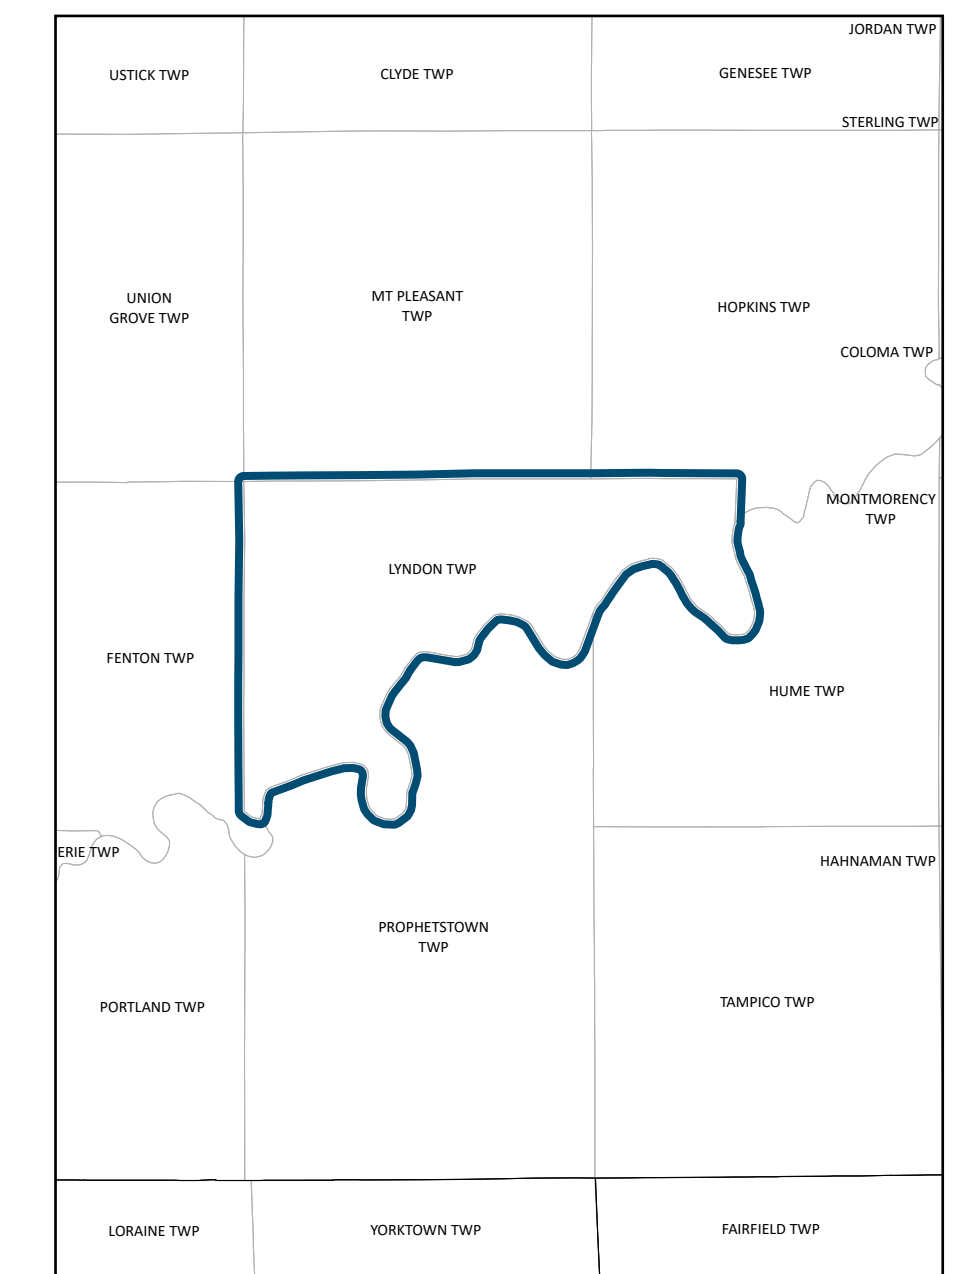 JORDAN TWP
USTICK TWP
CLYDE TWP
GENESEE TWP
STERLING TWP
UNION
GROVE TWP
MT PLEASANT
TWP
HOPKINS TWP
COLOMA TWP
MONTMORENCY
TWP
LYNDON TWP
FENTON TWP
HUME TWP
ERIE TWP
HAHNAMAN TWP
PROPHETSTOWN
TWP
PORTLAND TWP
TAMPICO TWP
LORAINE TWP
YORKTOWN TWP
FAIRFIELD TWP